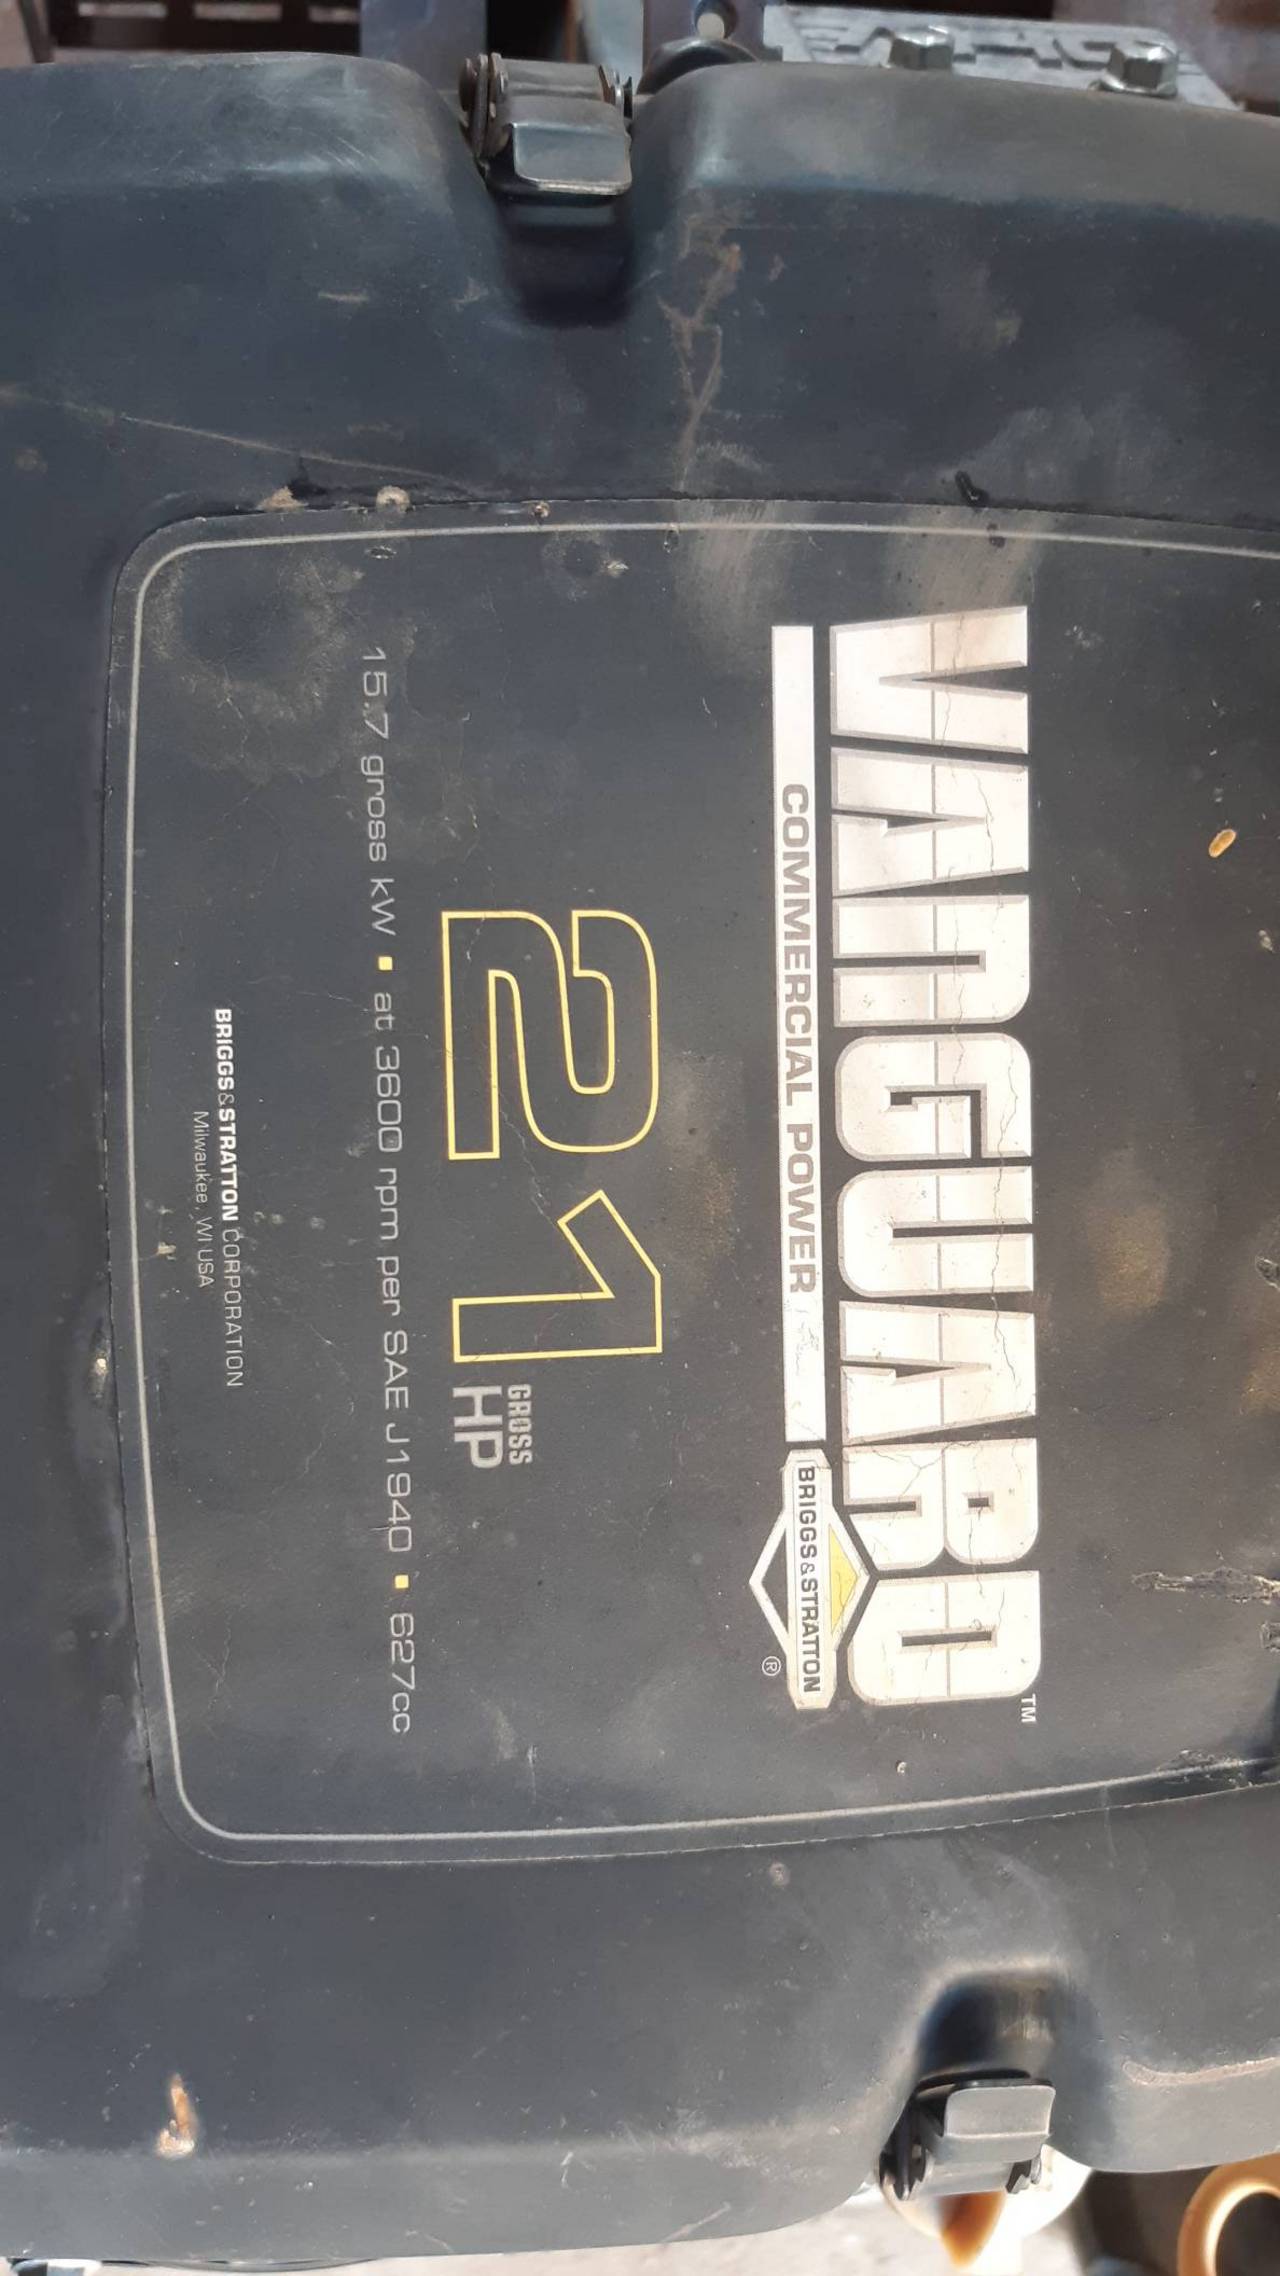 VANGUARD™
COMMERCIAL POWER
BRIGGS&STRATTON®
21 GROSS HP
15.7 gross kW ▪ at 3600 rpm per SAE J1940 ▪ 627cc
BRIGGS&STRATTON CORPORATION
Milwaukee, WI USA